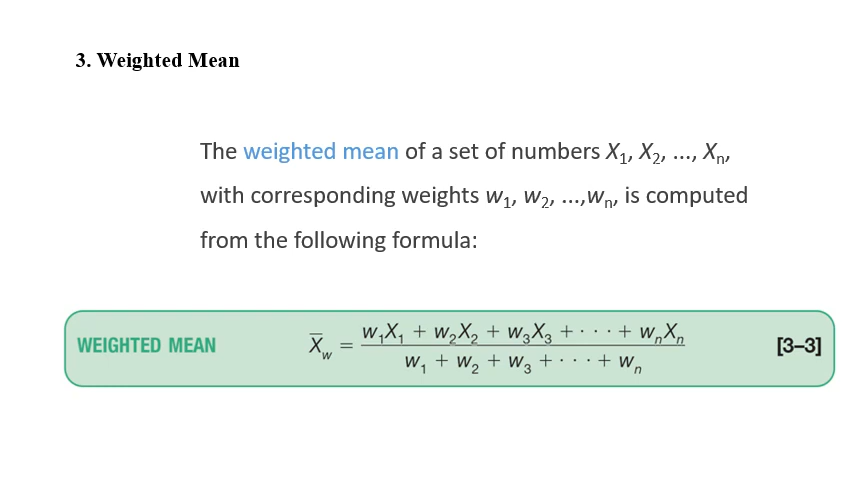 3. Weighted Mean
The weighted mean of a set of numbers X₁, X₂, ..., Xₙ,
with corresponding weights w₁, w₂, ...,wₙ, is computed
from the following formula:
WEIGHTED MEAN X̅w = (w₁X₁ + w₂X₂ + w₃X₃ + · · · + wₙXₙ) / (w₁ + w₂ + w₃ + · · · + wₙ) [3–3]